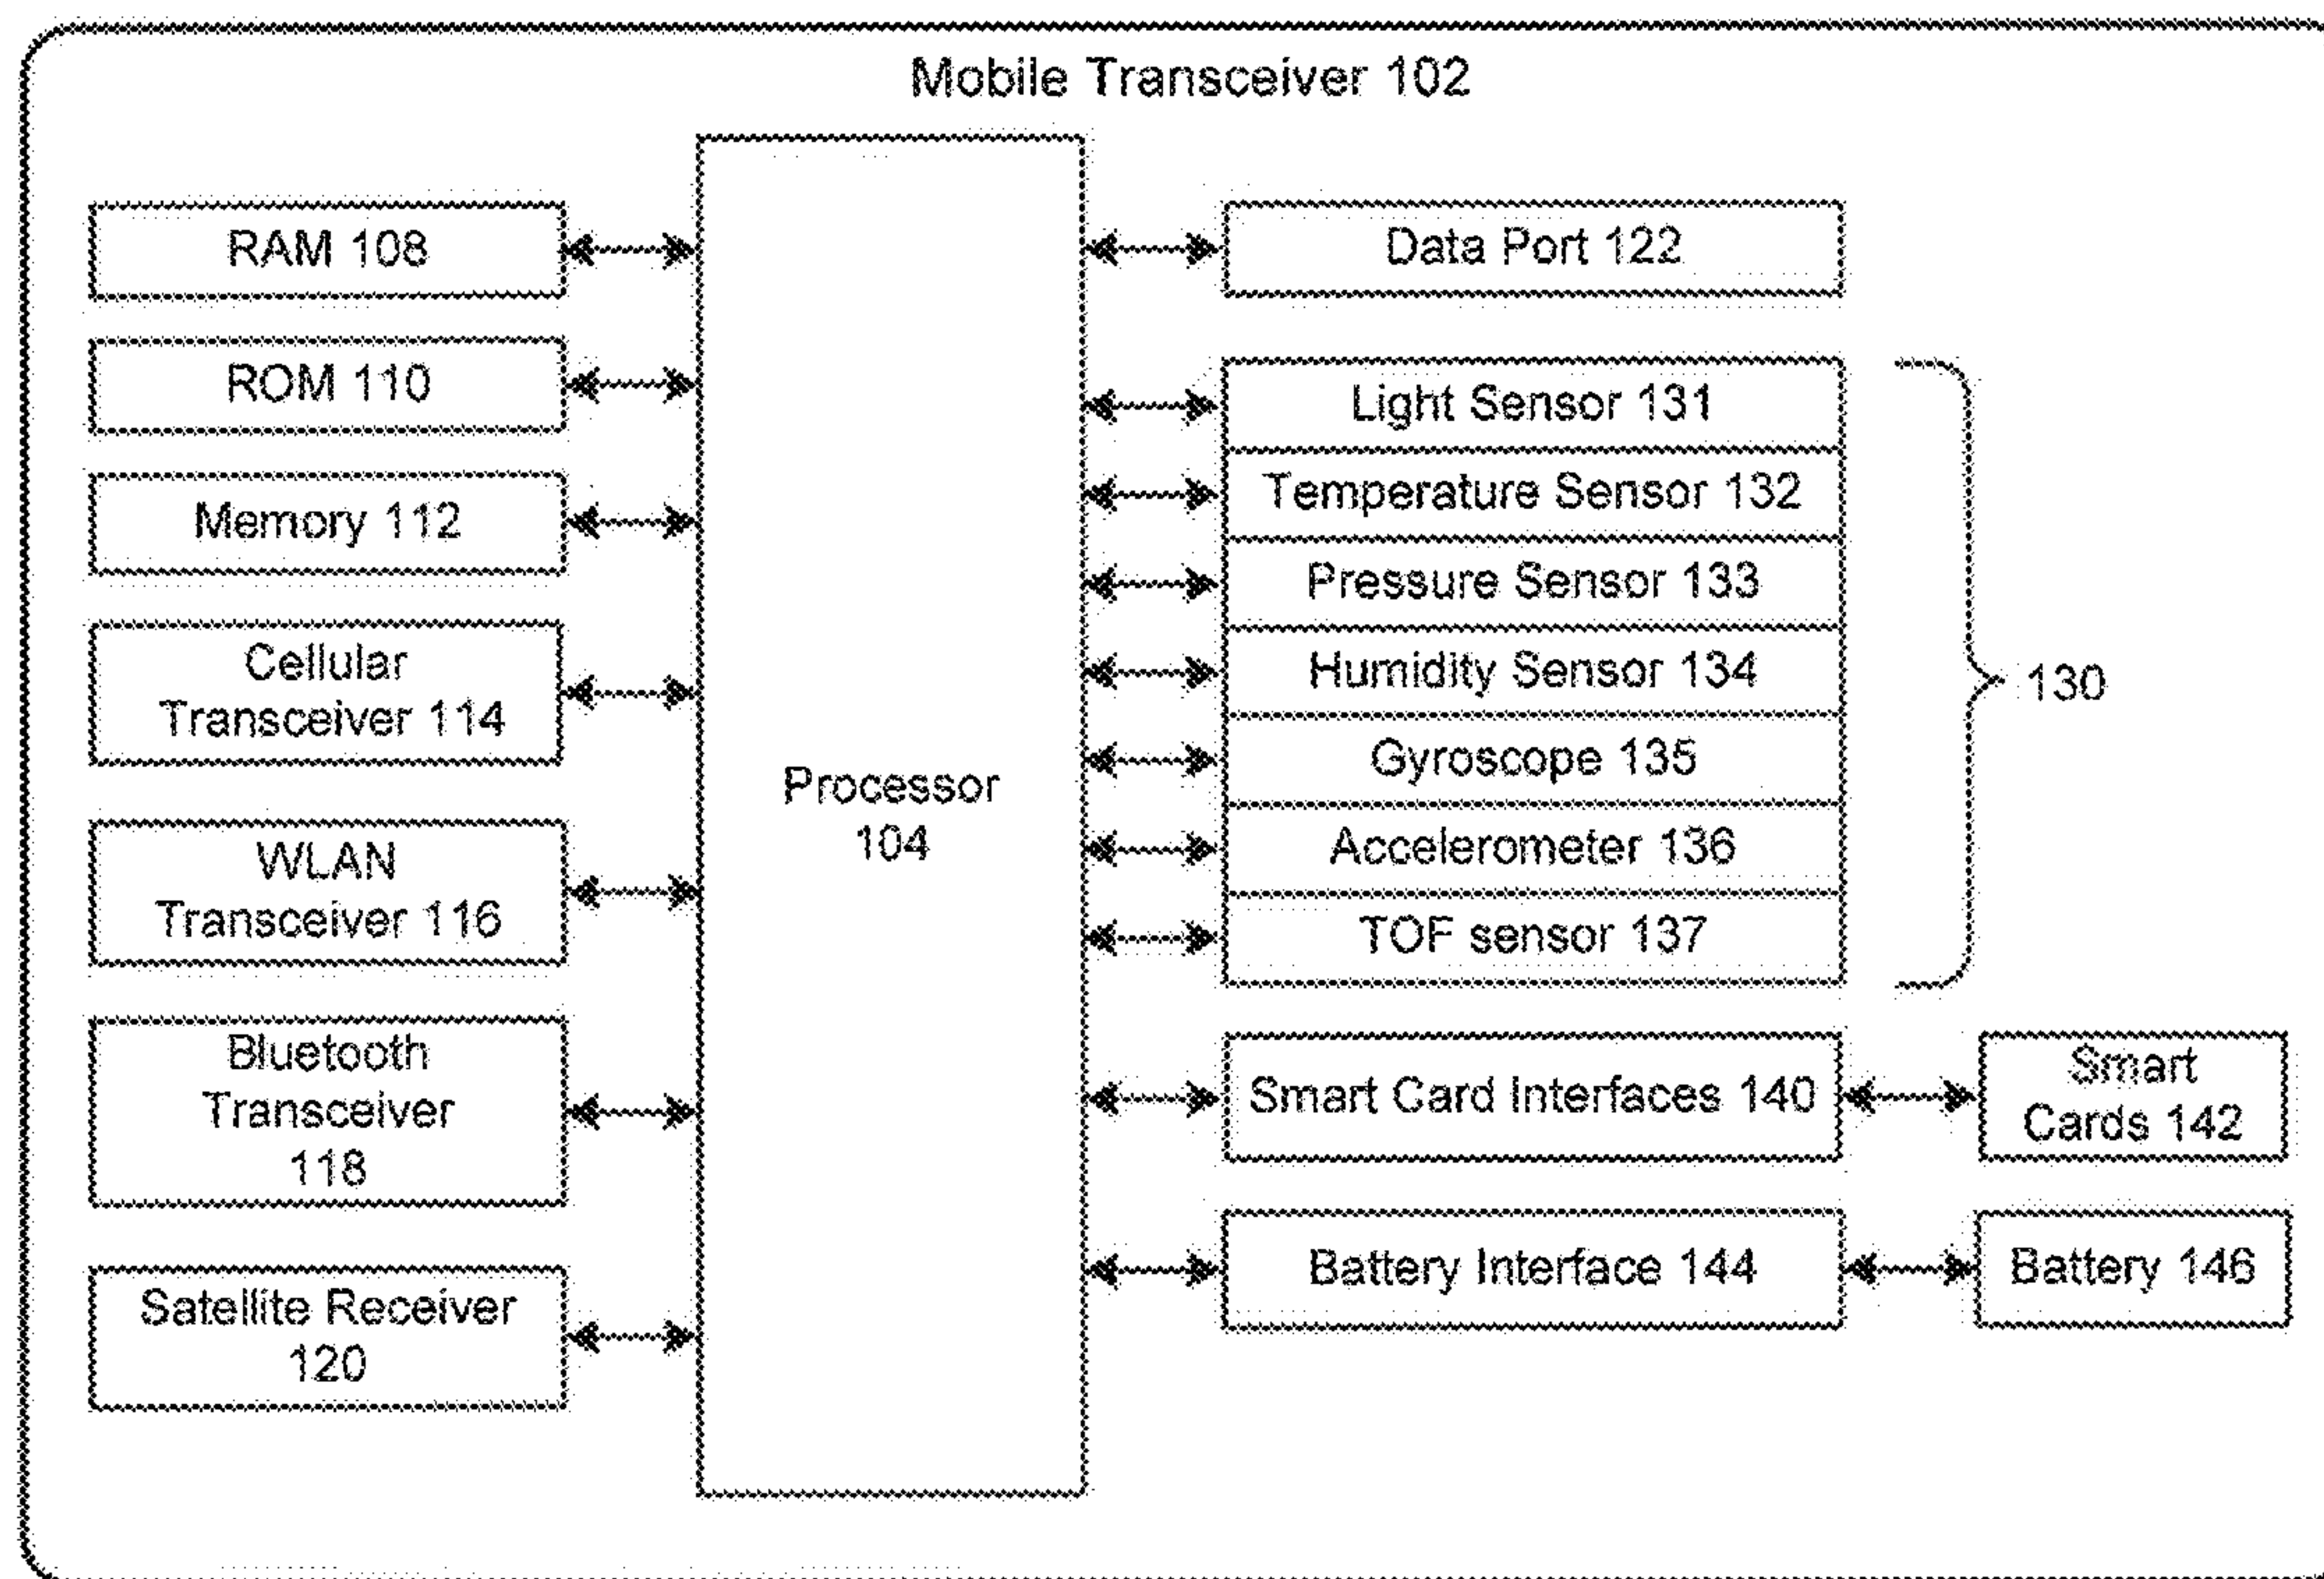 Mobile Transceiver 102
RAM 108
ROM 110
Memory 112
Cellular
Transceiver 114
WLAN
Transceiver 116
Bluetooth
Transceiver
118
Satellite Receiver
120
Processor
104
Data Port 122
Light Sensor 131
Temperature Sensor 132
Pressure Sensor 133
Humidity Sensor 134
Gyroscope 135
Accelerometer 136
TOF sensor 137
130
Smart Card Interfaces 140
Smart
Cards 142
Battery Interface 144
Battery 146